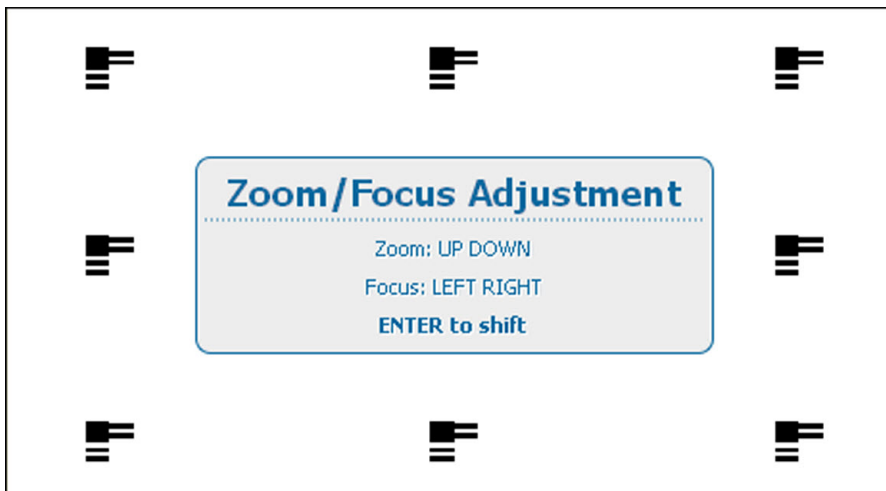 Zoom/Focus Adjustment
Zoom: UP DOWN
Focus: LEFT RIGHT
ENTER to shift